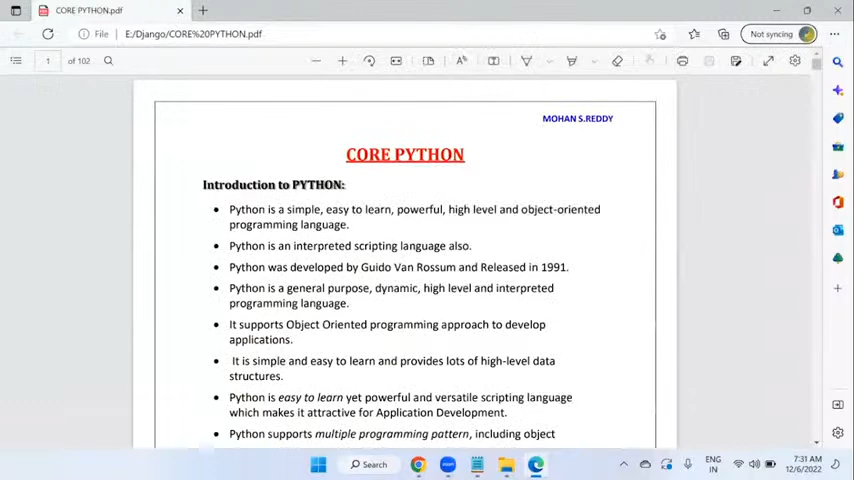 CORE PYTHON.pdf
File
E:/Django/CORE%20PYTHON.pdf
Not syncing
1
of 102
MOHAN S.REDDY
CORE PYTHON
Introduction to PYTHON:
• Python is a simple, easy to learn, powerful, high level and object-oriented
programming language.
• Python is an interpreted scripting language also.
• Python was developed by Guido Van Rossum and Released in 1991.
• Python is a general purpose, dynamic, high level and interpreted
programming language.
• It supports Object Oriented programming approach to develop
applications.
• It is simple and easy to learn and provides lots of high-level data
structures.
• Python is easy to learn yet powerful and versatile scripting language
which makes it attractive for Application Development.
• Python supports multiple programming pattern, including object
Search
ENG
IN
7:31 AM
12/6/2022